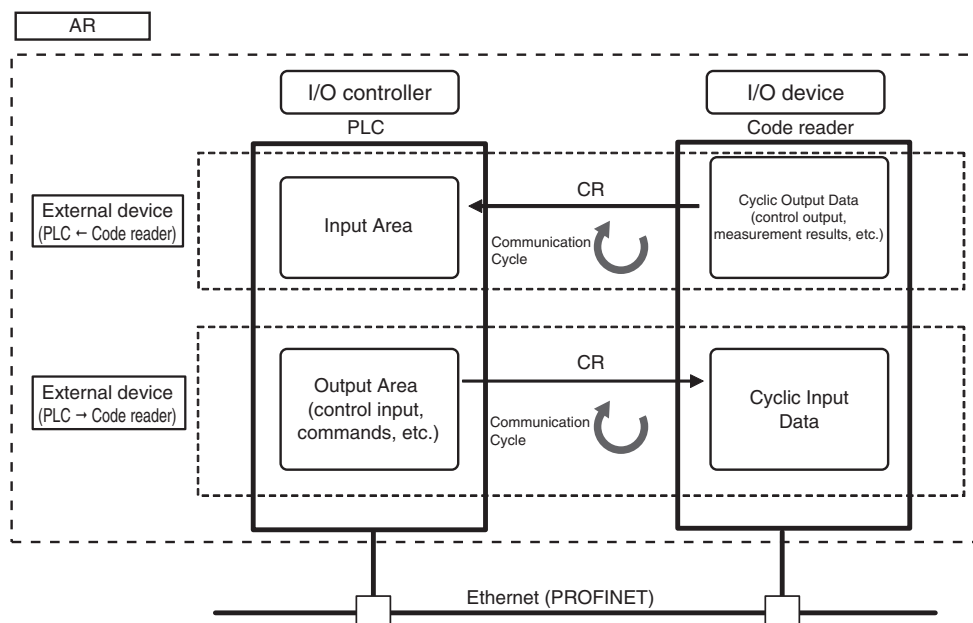 AR
I/O controller
I/O device
PLC
Code reader
External device
(PLC ← Code reader)
Input Area
CR
Communication
Cycle
Cyclic Output Data
(control output,
measurement results, etc.)
External device
(PLC → Code reader)
Output Area
(control input,
commands, etc.)
CR
Communication
Cycle
Cyclic Input
Data
Ethernet (PROFINET)